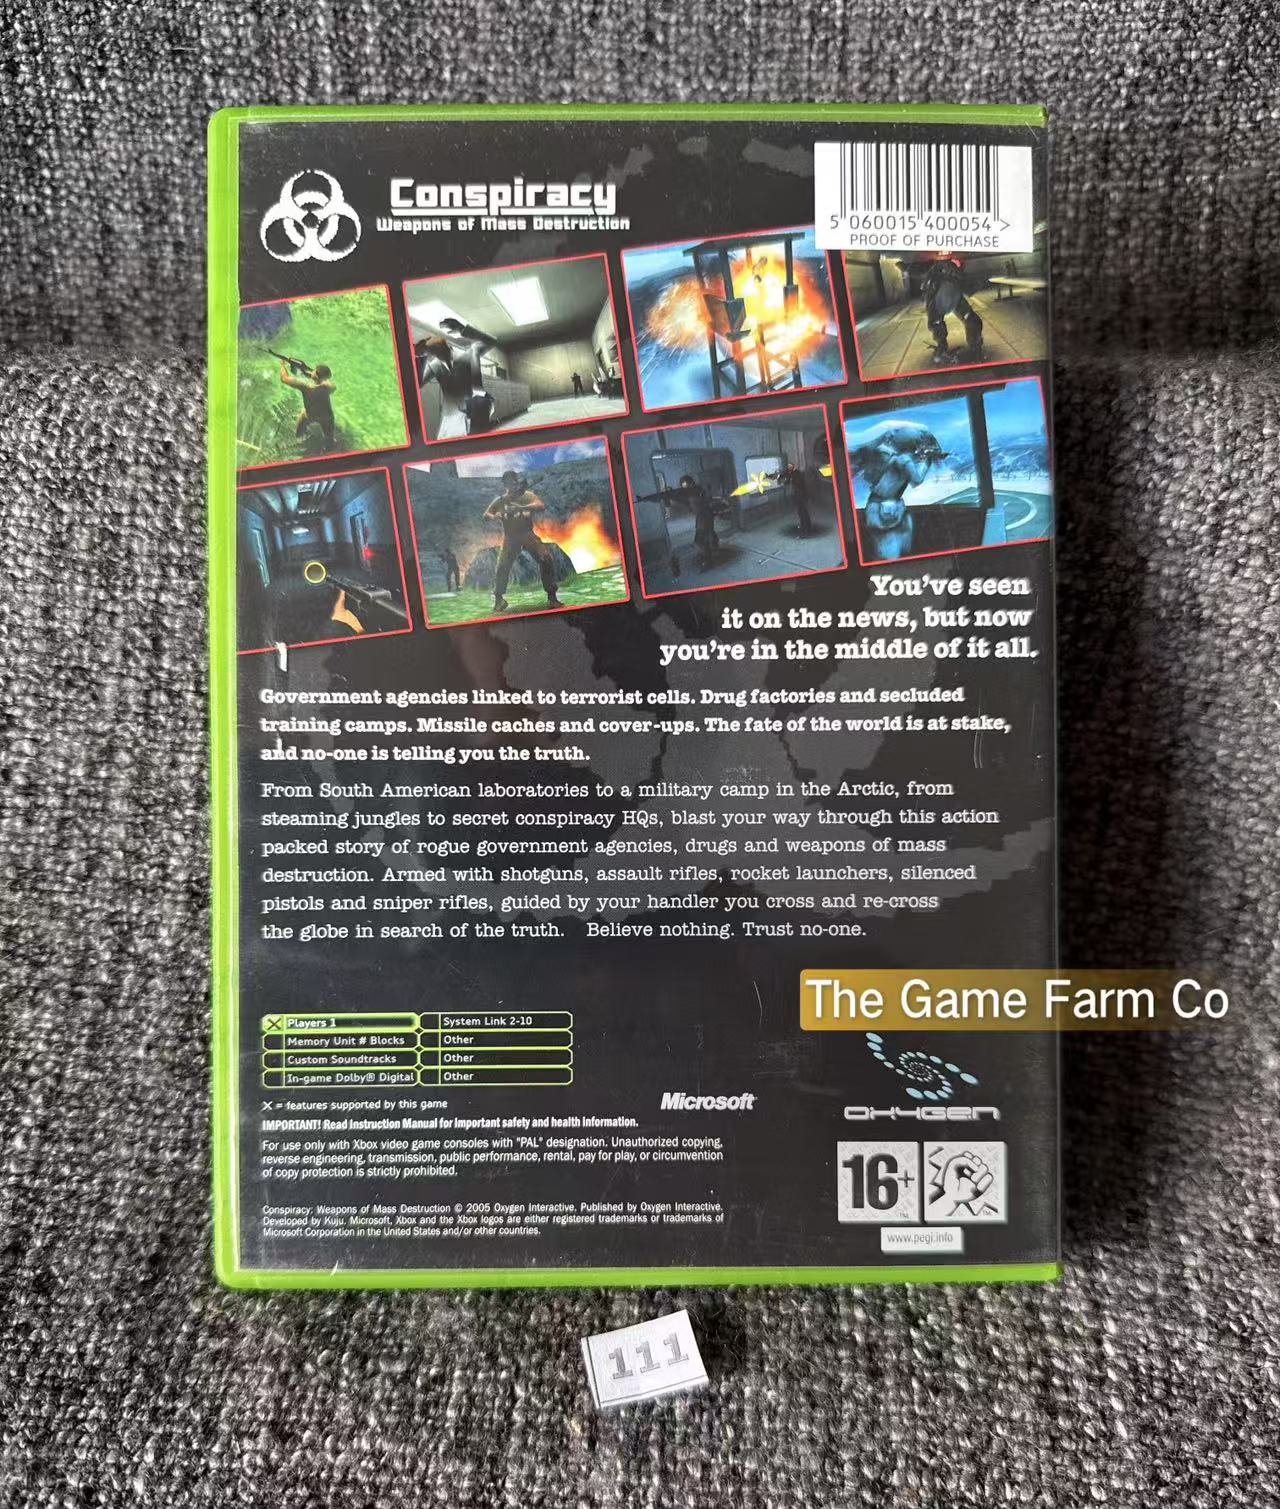 Conspiracy
Weapons of Mass Destruction
5 060015 400054 >
PROOF OF PURCHASE
You've seen
it on the news, but now
you're in the middle of it all.
Government agencies linked to terrorist cells. Drug factories and secluded
training camps. Missile caches and cover-ups. The fate of the world is at stake,
and no-one is telling you the truth.
From South American laboratories to a military camp in the Arctic, from
steaming jungles to secret conspiracy HQs, blast your way through this action
packed story of rogue government agencies, drugs and weapons of mass
destruction. Armed with shotguns, assault rifles, rocket launchers, silenced
pistols and sniper rifles, guided by your handler you cross and re-cross
the globe in search of the truth. Believe nothing. Trust no-one.
The Game Farm Co
X Players 1 System Link 2-10
Memory Unit # Blocks Other
Custom Soundtracks Other
In-game Dolby® Digital Other
X = features supported by this game
Microsoft
OXYGEN
IMPORTANT! Read Instruction Manual for important safety and health information.
For use only with Xbox video game consoles with "PAL" designation. Unauthorized copying,
reverse engineering, transmission, public performance, rental, pay for play, or circumvention
of copy protection is strictly prohibited.
16+
TM
TM
Conspiracy: Weapons of Mass Destruction © 2005 Oxygen Interactive. Published by Oxygen Interactive.
Developed by Kuju. Microsoft, Xbox and the Xbox logos are either registered trademarks or trademarks of
Microsoft Corporation in the United States and/or other countries.
www.pegi.info
111